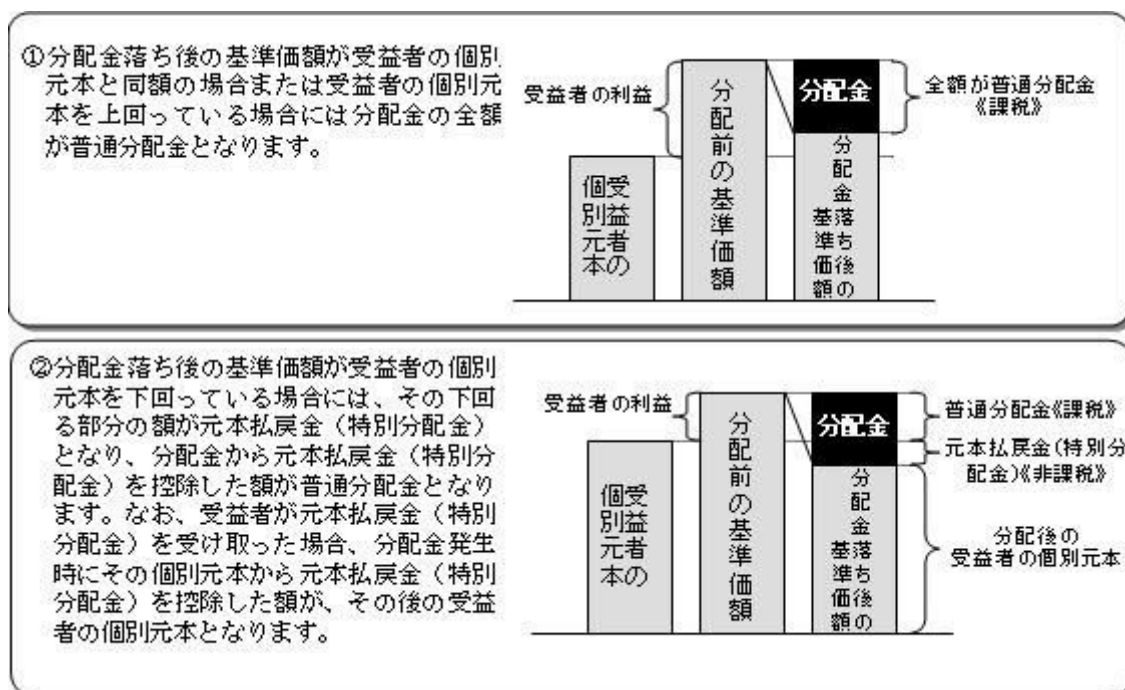 ①分配金落ち後の基準価額が受益者の個別
元本と同額の場合または受益者の個別元
本を上回っている場合には分配金の全額
が普通分配金となります。
受益者の利益
受益者の
個別元本
分配前の基準価額
分配金
分配金落ち後の
基準価額
全額が普通分配金
《課税》
②分配金落ち後の基準価額が受益者の個別
元本を下回っている場合には、その下回
る部分の額が元本払戻金（特別分配金）
となり、分配金から元本払戻金（特別分
配金）を控除した額が普通分配金となり
ます。なお、受益者が元本払戻金（特別
分配金）を受け取った場合、分配金発生
時にその個別元本から元本払戻金（特別
分配金）を控除した額が、その後の受益
者の個別元本となります。
受益者の利益
受益者の
個別元本
分配前の基準価額
分配金
分配金落ち後の
基準価額
普通分配金《課税》
元本払戻金(特別分
配金)《非課税》
分配後の
受益者の個別元本